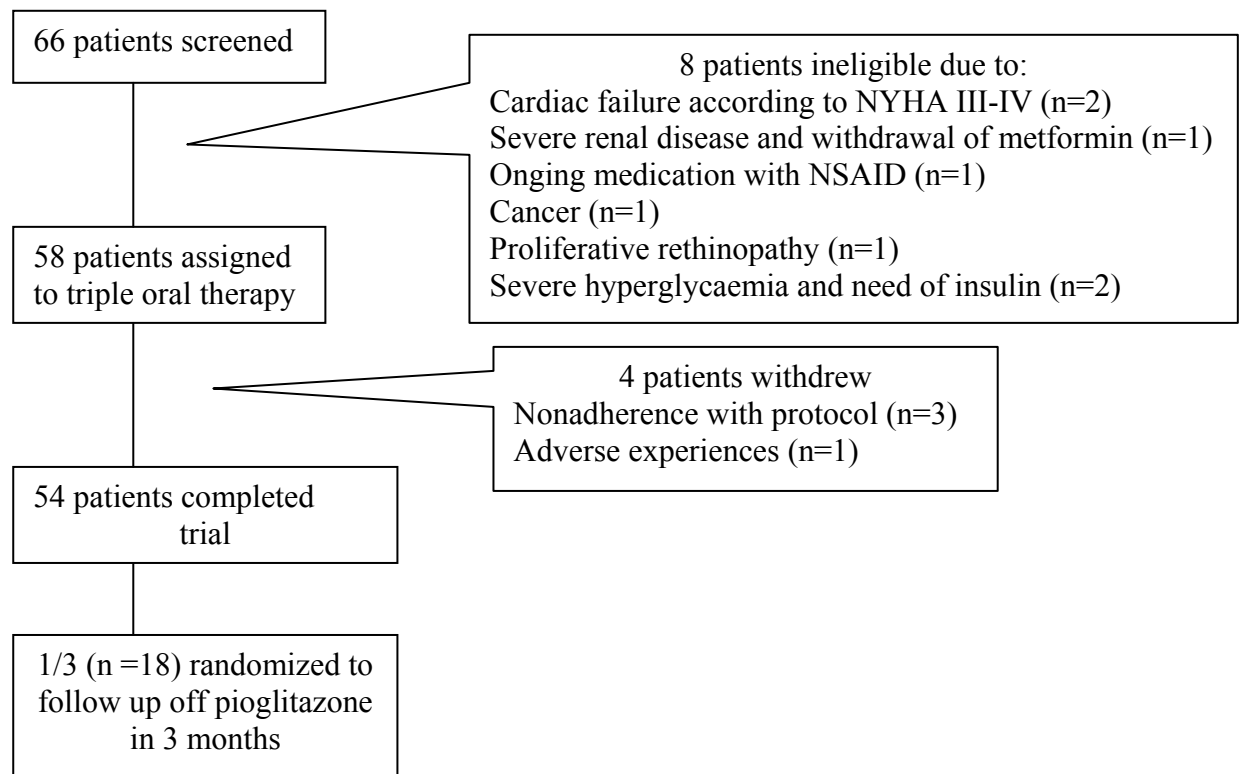 66 patients screened
8 patients ineligible due to:
Cardiac failure according to NYHA III-IV (n=2)
Severe renal disease and withdrawal of metformin (n=1)
Onging medication with NSAID (n=1)
Cancer (n=1)
Proliferative rethinopathy (n=1)
Severe hyperglycaemia and need of insulin (n=2)
58 patients assigned
to triple oral therapy
4 patients withdrew
Nonadherence with protocol (n=3)
Adverse experiences (n=1)
54 patients completed
trial
1/3 (n =18) randomized to
follow up off pioglitazone
in 3 months